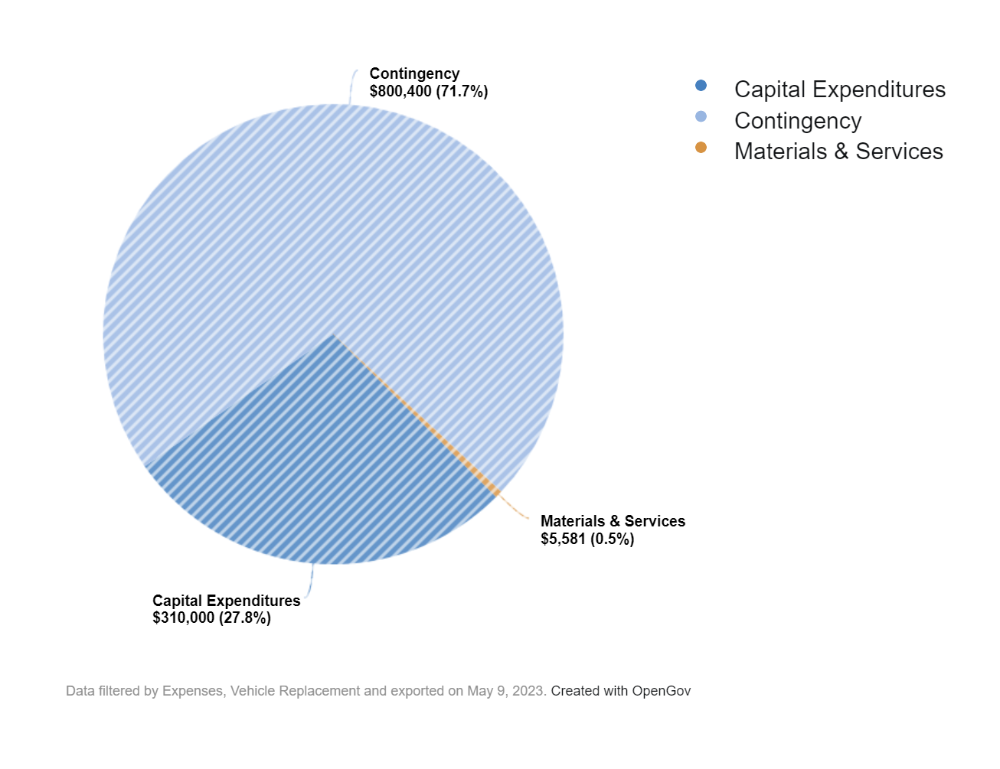 Contingency
$800,400 (71.7%)
Capital Expenditures
Contingency
Materials & Services
Materials & Services
$5,581 (0.5%)
Capital Expenditures
$310,000 (27.8%)
Data filtered by Expenses, Vehicle Replacement and exported on May 9, 2023. Created with OpenGov